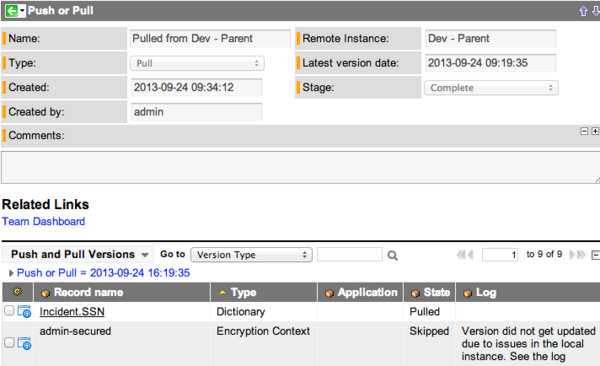 Push or Pull
Name: Pulled from Dev - Parent Remote Instance: Dev - Parent
Type: Pull Latest version date: 2013-09-24 09:19:35
Created: 2013-09-24 09:34:12 Stage: Complete
Created by: admin
Comments:
Related Links
Team Dashboard
Push and Pull Versions Go to Version Type 1 to 9 of 9
Push or Pull = 2013-09-24 16:19:35
Record name Type Application State Log
Incident.SSN Dictionary Pulled
admin-secured Encryption Context Skipped Version did not get updated
due to issues in the local
instance. See the log